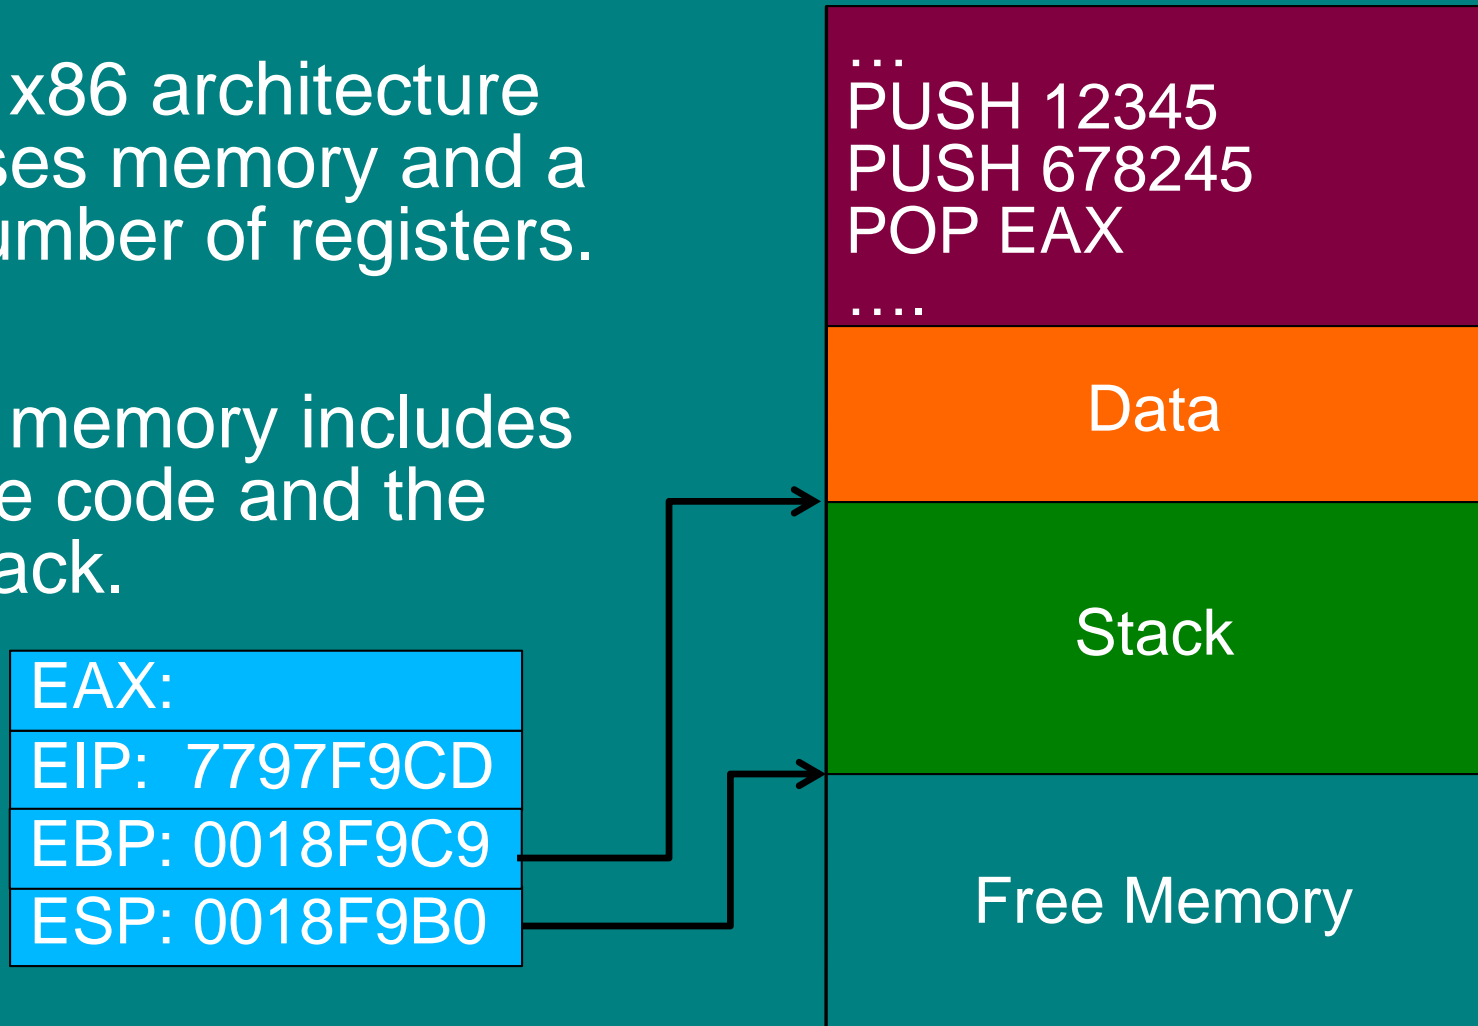 x86 architecture
ses memory and a
umber of registers.
memory includes
e code and the
ack.
EAX:
EIP: 7797F9CD
EBP: 0018F9C9
ESP: 0018F9B0
…
PUSH 12345
PUSH 678245
POP EAX
….
Data
Stack
Free Memory